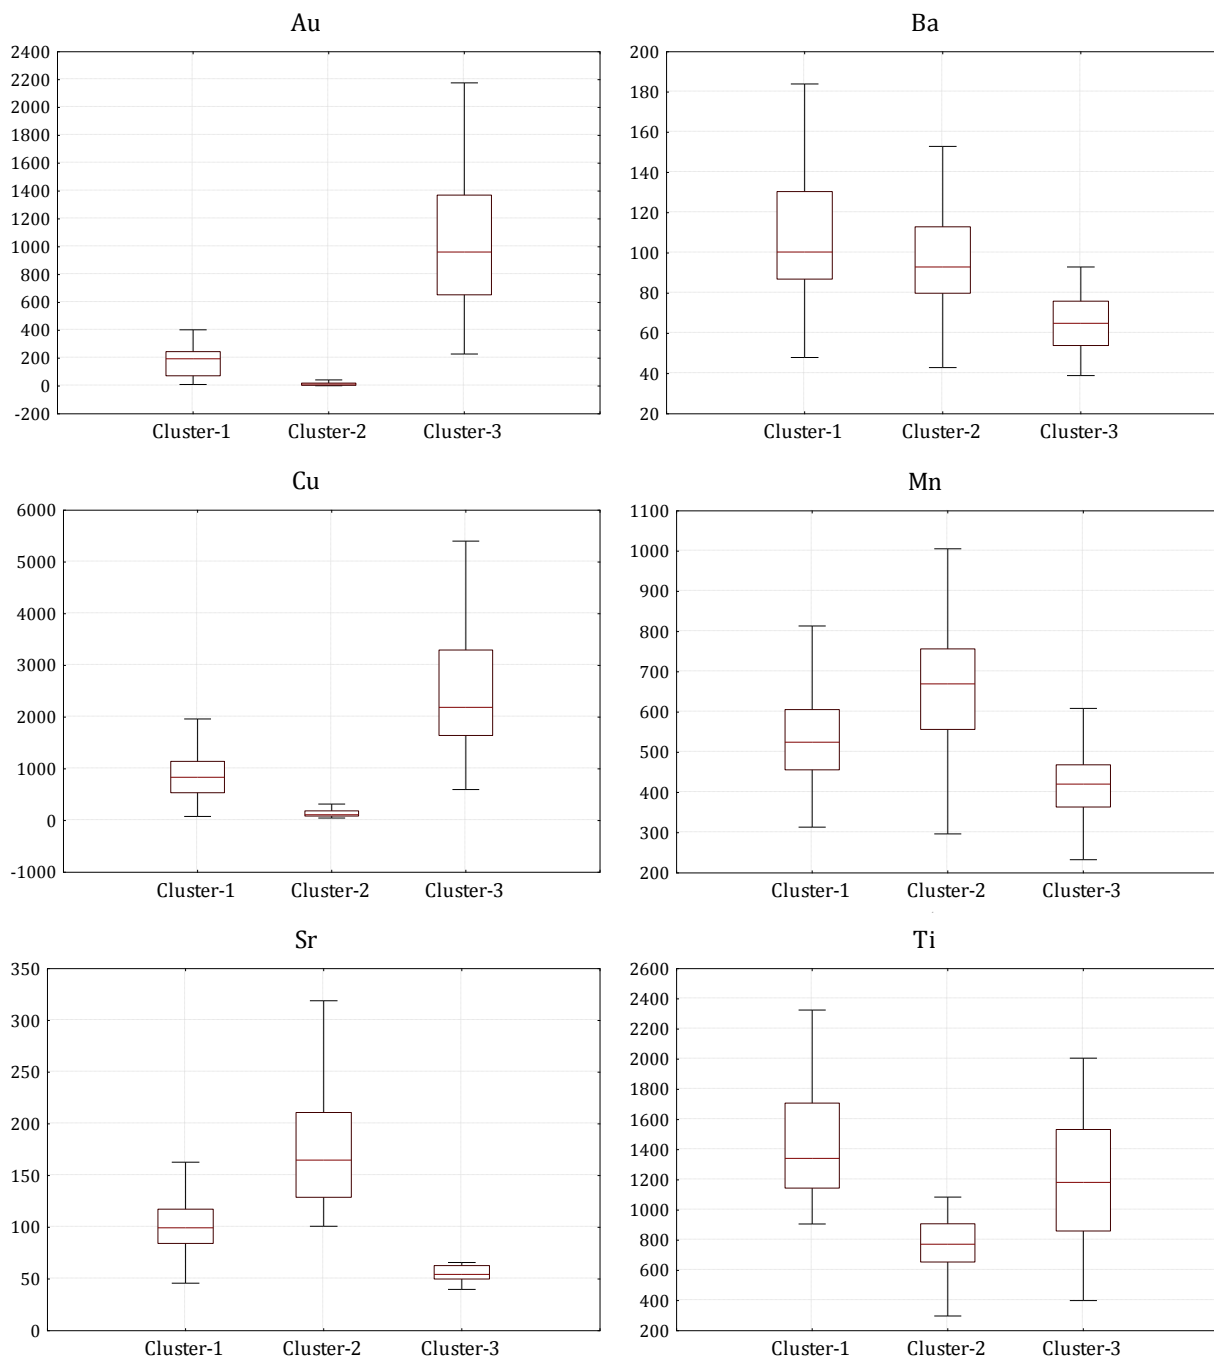 Au
2400
2200
2000
1800
1600
1400
1200
1000
800
600
400
200
0
-200
Cluster-1
Cluster-2
Cluster-3
Ba
200
180
160
140
120
100
80
60
40
20
Cluster-1
Cluster-2
Cluster-3
Cu
6000
5000
4000
3000
2000
1000
0
-1000
Cluster-1
Cluster-2
Cluster-3
Mn
1100
1000
900
800
700
600
500
400
300
200
Cluster-1
Cluster-2
Cluster-3
Sr
350
300
250
200
150
100
50
0
Cluster-1
Cluster-2
Cluster-3
Ti
2600
2400
2200
2000
1800
1600
1400
1200
1000
800
600
400
200
Cluster-1
Cluster-2
Cluster-3